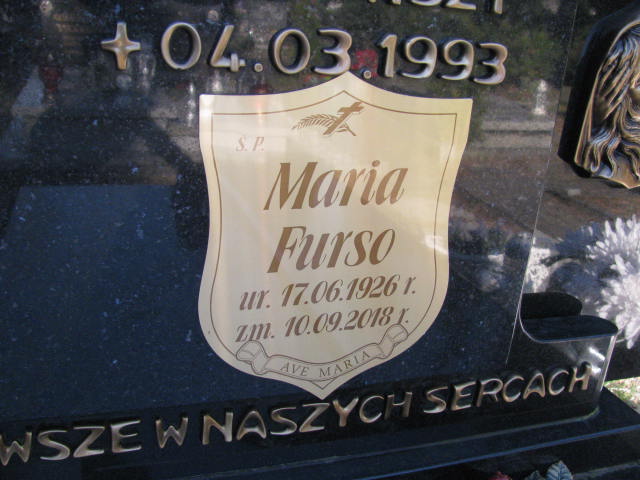 04.03.1993
Ś. P.
Maria
Furso
ur. 17.06.1926 r.
zm. 10.09.2018 r.
AVE MARIA
WSZE W NASZYCH SERCACH